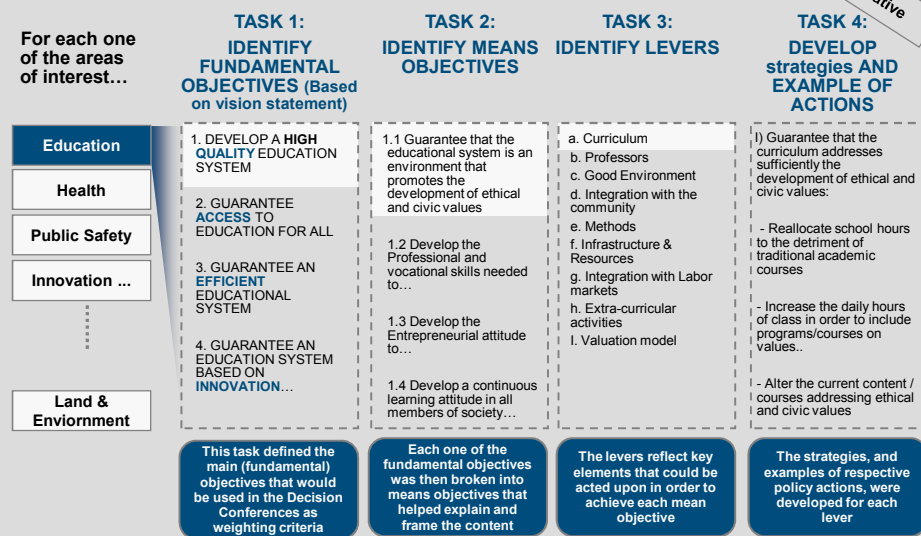 For each one
of the areas
of interest…
Education
Health
Public Safety
Innovation ...
Land &
Enviornment
TASK 1:
IDENTIFY
FUNDAMENTAL
OBJECTIVES (Based
on vision statement)
1. DEVELOP A HIGH
QUALITY EDUCATION
SYSTEM
2. GUARANTEE
ACCESS TO
EDUCATION FOR ALL
3. GUARANTEE AN
EFFICIENT
EDUCATIONAL
SYSTEM
4. GUARANTEE AN
EDUCATION SYSTEM
BASED ON
INNOVATION…
This task defined the
main (fundamental)
objectives that would
be used in the Decision
Conferences as
weighting criteria
TASK 2:
IDENTIFY MEANS
OBJECTIVES
1.1 Guarantee that the
educational system is an
environment that
promotes the
development of ethical
and civic values
1.2 Develop the
Professional and
vocational skills needed
to…
1.3 Develop the
Entrepreneurial attitude
to…
1.4 Develop a continuous
learning attitude in all
members of society…
Each one of the
fundamental objectives
was then broken into
means objectives that
helped explain and
frame the content
TASK 3:
IDENTIFY LEVERS
a. Curriculum
b. Professors
c. Good Environment
d. Integration with the
community
e. Methods
f. Infrastructure &
Resources
g. Integration with Labor
markets
h. Extra-curricular
activities
I. Valuation model
The levers reflect key
elements that could be
acted upon in order to
achieve each mean
objective
TASK 4:
DEVELOP
strategies AND
EXAMPLE OF
ACTIONS
I) Guarantee that the
curriculum addresses
sufficiently the
development of ethical and
civic values:
- Reallocate school hours
to the detriment of
traditional academic
courses
- Increase the daily hours
of class in order to include
programs/courses on
values..
- Alter the current content /
courses addressing ethical
and civic values
The strategies, and
examples of respective
policy actions, were
developed for each
lever